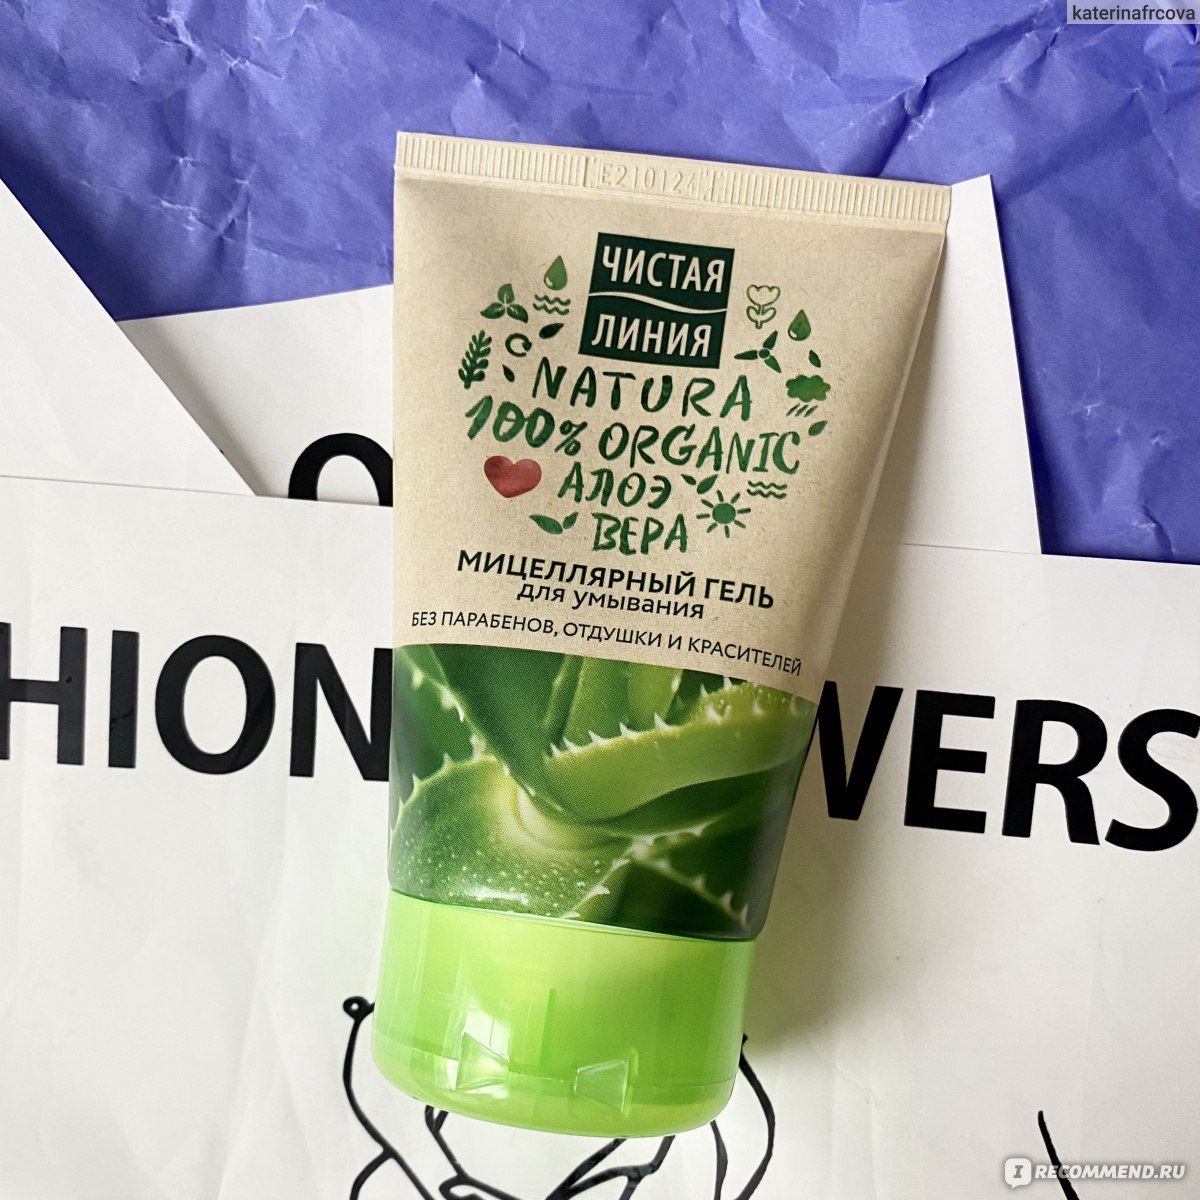 katerinafrcova
E210124
ЧИСТАЯ
ЛИНИЯ
NATURA
100% ORGANIC
АЛОЭ
ВЕРА
МИЦЕЛЛЯРНЫЙ ГЕЛЬ
для умывания
БЕЗ ПАРАБЕНОВ, ОТДУШКИ И КРАСИТЕЛЕЙ
HION
VERS
IRECOMMEND.RU